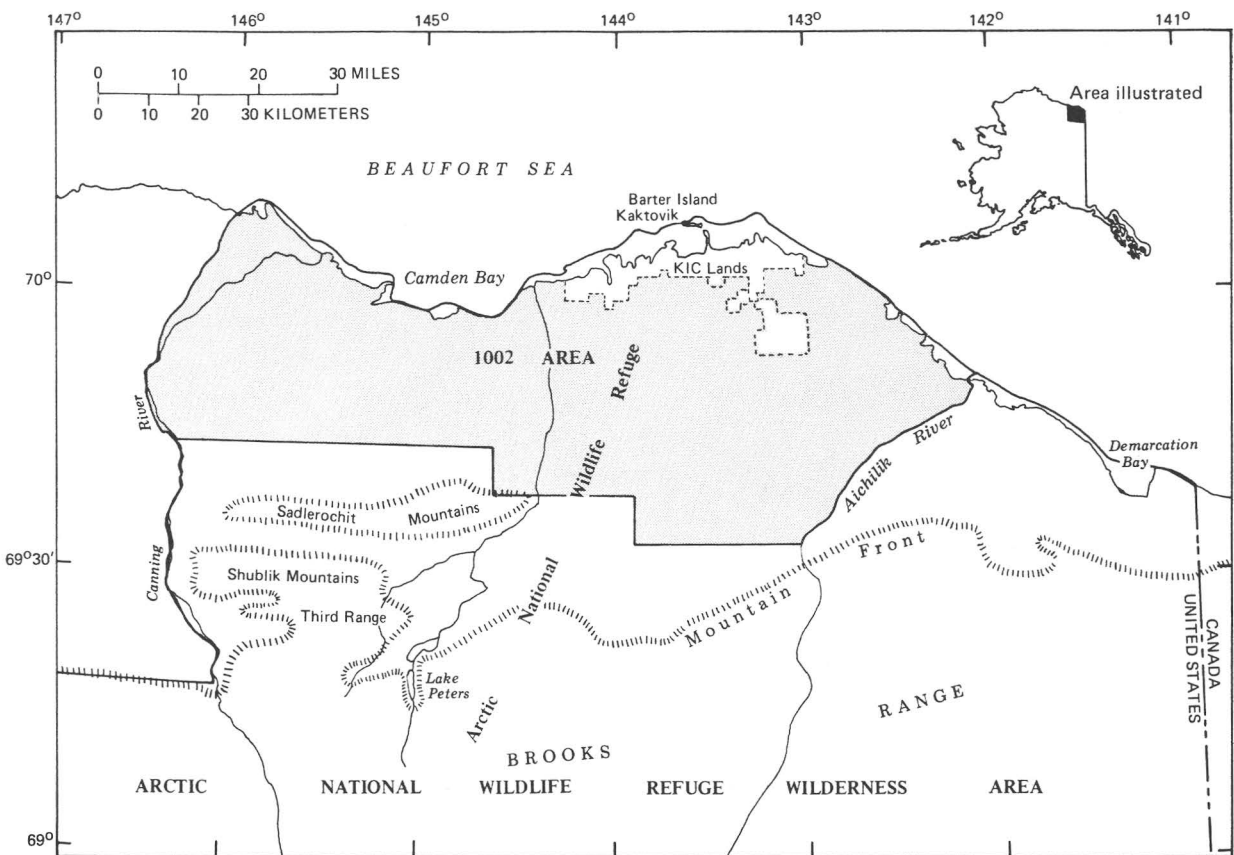 147° 146° 145° 144° 143° 142° 141°
0 10 20 30 MILES
0 10 20 30 KILOMETERS
Area illustrated
BEAUFORT SEA
Barter Island
Kaktovik
70°
Camden Bay
KIC Lands
1002 AREA
River
Arctic National Wildlife Refuge
Aichilik River
Demarcation
Bay
Sadlerochit Mountains
69°30'
Canning
Shublik Mountains
Third Range
Mountain Front
Lake
Peters
CANADA
UNITED STATES
BROOKS RANGE
ARCTIC NATIONAL WILDLIFE REFUGE WILDERNESS AREA
69°